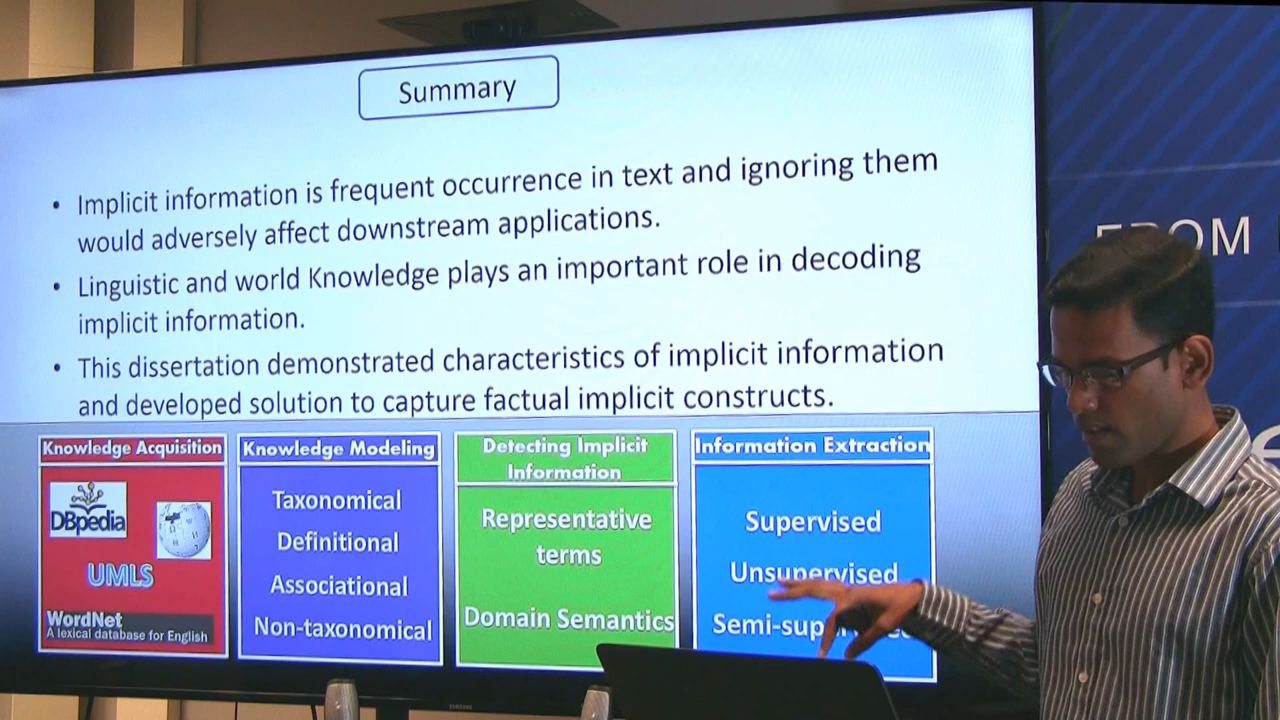 Summary
• Implicit information is frequent occurrence in text and ignoring them
would adversely affect downstream applications.
• Linguistic and world Knowledge plays an important role in decoding
implicit information.
• This dissertation demonstrated characteristics of implicit information
and developed solution to capture factual implicit constructs.
Knowledge Acquisition
DBpedia
UMLS
WordNet
A lexical database for English
Knowledge Modeling
Taxonomical
Definitional
Associational
Non-taxonomical
Detecting Implicit
Information
Representative
terms
Domain Semantics
Information Extraction
Supervised
Unsupervised
SAMSUNG
FROM